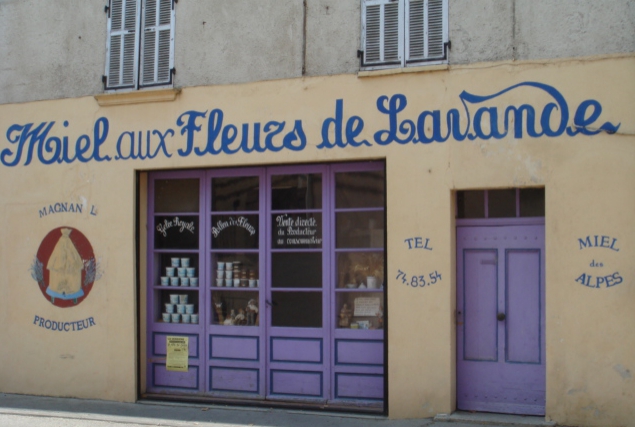 Miel aux Fleurs de Lavande
MAGNAN L
PRODUCTEUR
Gelée Royale
Pollen de Fleurs
Vente directe
du Producteur
au consommateur
TEL
74.83.54
MIEL
des
ALPES